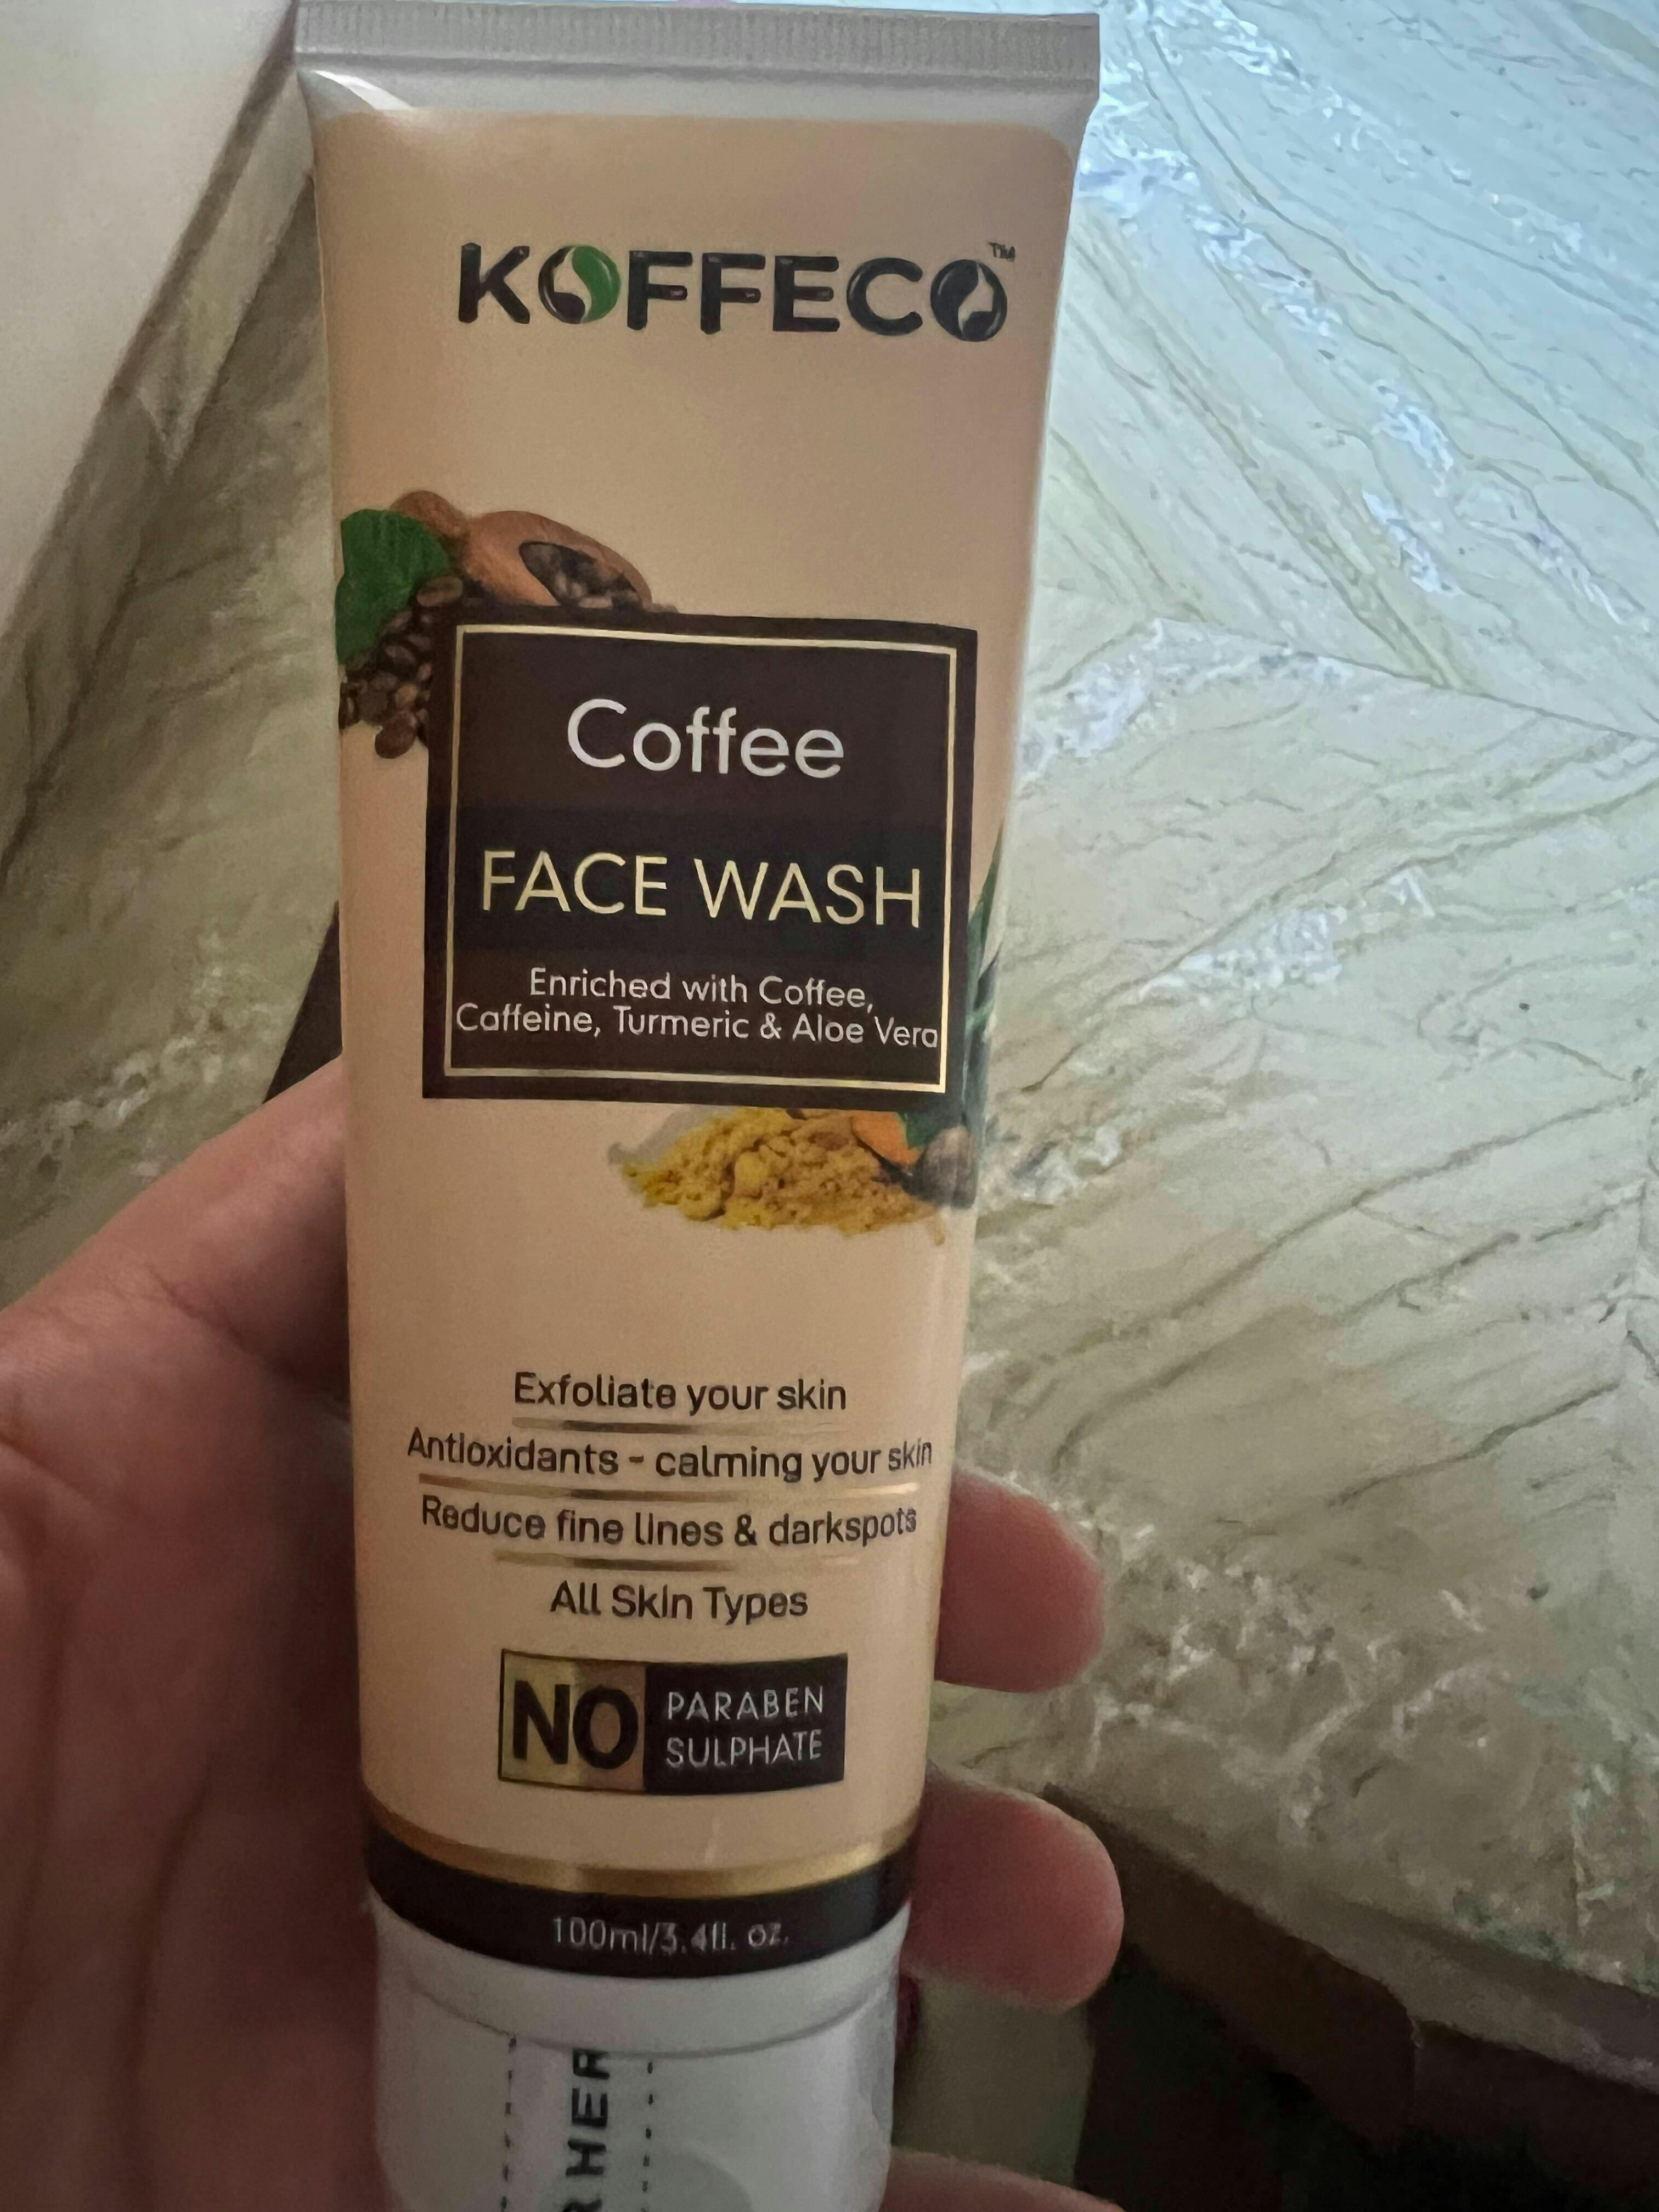 KOFFECO™
Coffee
FACE WASH
Enriched with Coffee,
Caffeine, Turmeric & Aloe Vera
Exfoliate your skin
Antioxidants - calming your skin
Reduce fine lines & darkspots
All Skin Types
NO PARABEN
SULPHATE
100ml/3.4fl. oz.
HER